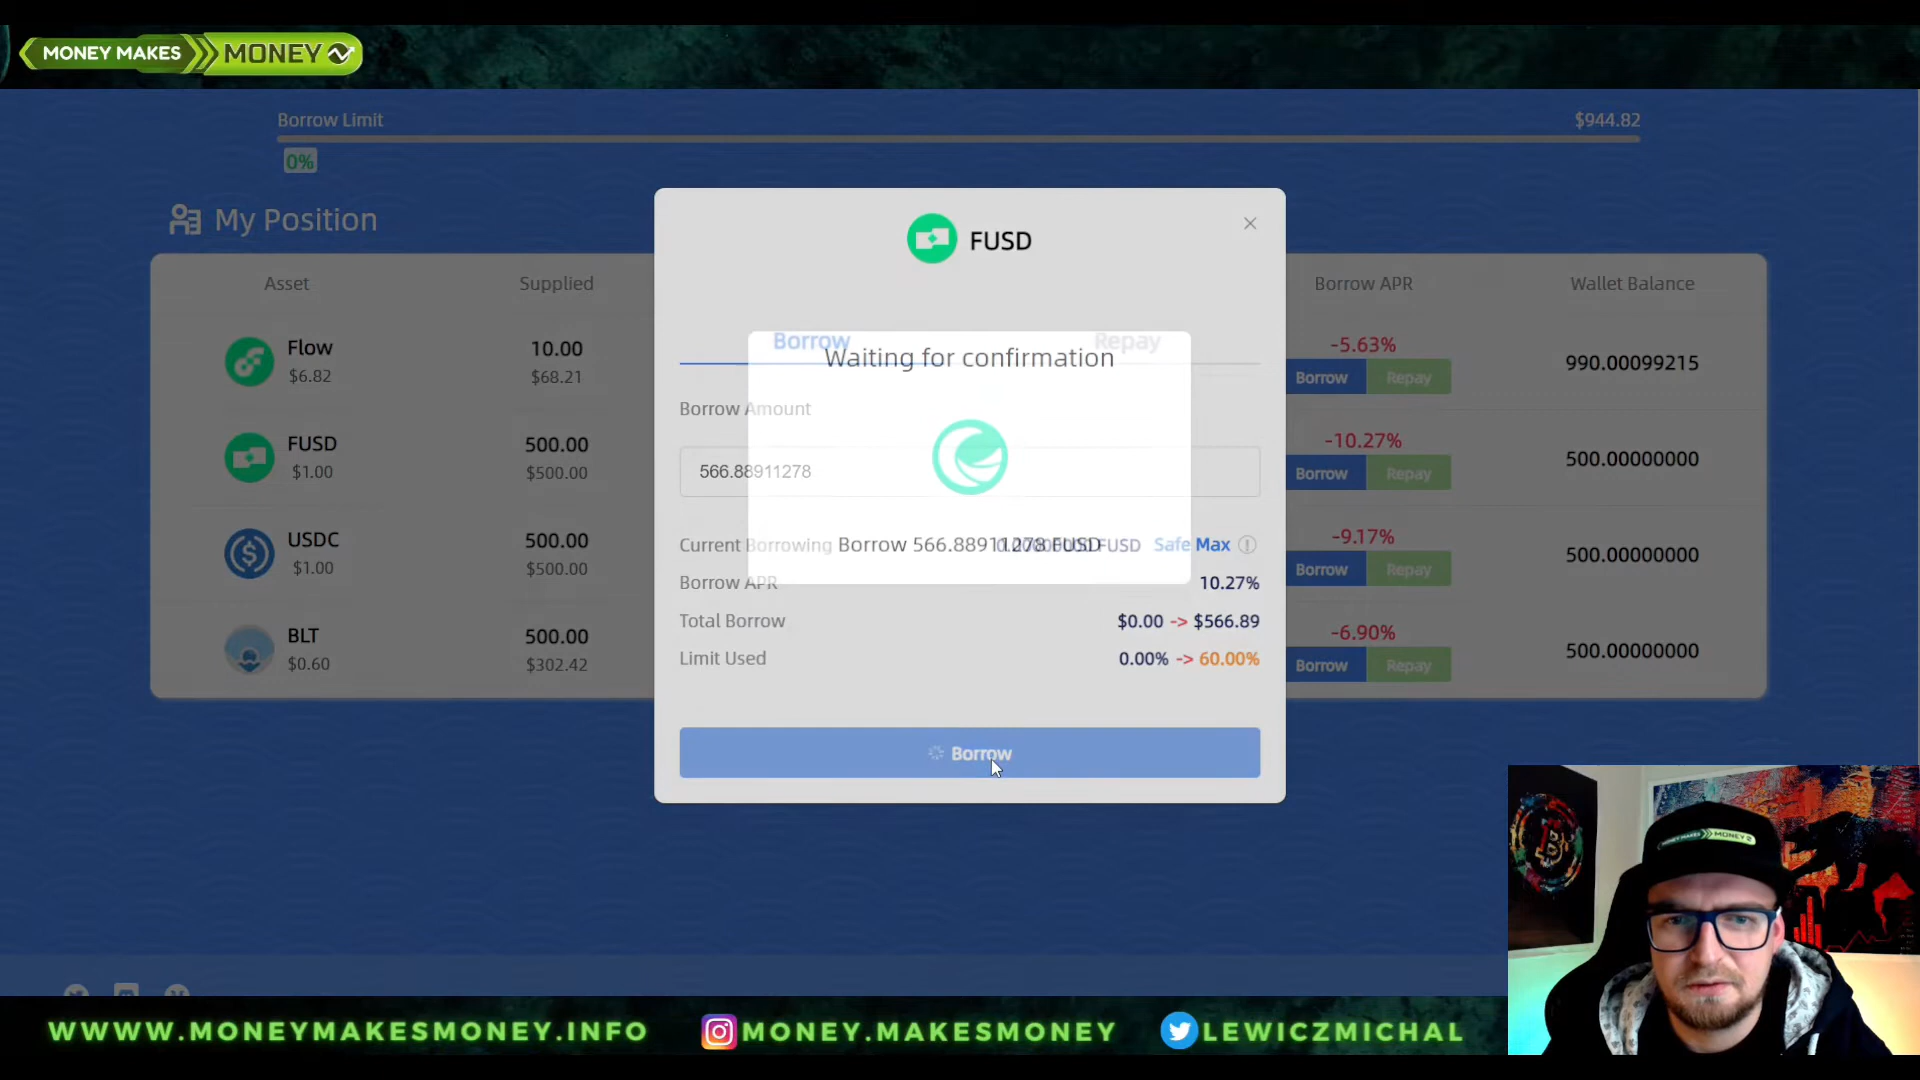 MONEY MAKES MONEY
Borrow Limit $944.82
0%
My Position
Asset Supplied Borrow APR Wallet Balance
Flow 10.00 -5.63% 990.00099215
$6.82 $68.21 Borrow Repay
FUSD 500.00 -10.27% 500.00000000
$1.00 $500.00 Borrow Repay
USDC 500.00 -9.17% 500.00000000
$1.00 $500.00 Borrow Repay
BLT 500.00 -6.90% 500.00000000
$0.60 $302.42 Borrow Repay
FUSD
Borrow Repay
Waiting for confirmation
Borrow Amount
566.88911278
Current Borrowing FUSD Safe Max
Borrow 566.88911278 FUSD
Borrow APR 10.27%
Total Borrow $0.00 -> $566.89
Limit Used 0.00% -> 60.00%
Borrow
MONEY MAKES MONEY
WWWW.MONEYMAKESMONEY.INFO MONEY.MAKESMONEY LEWICZMICHAL